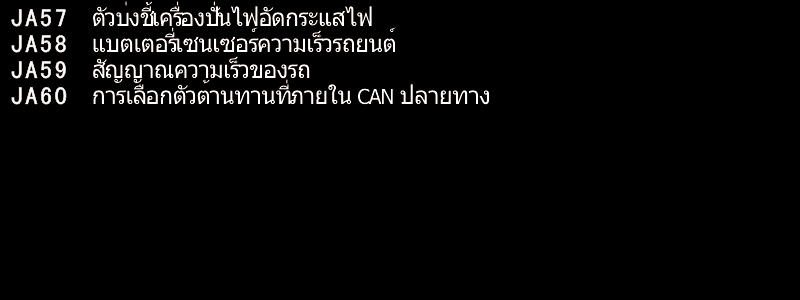 JA57 ตัวบ่งชี้เครื่องปั่นไฟอัดกระแสไฟ
JA58 แบตเตอรี่เซนเซอร์ความเร็วรถยนต์
JA59 สัญญาณความเร็วของรถ
JA60 การเลือกตัวต้านทานที่ภายใน CAN ปลายทาง